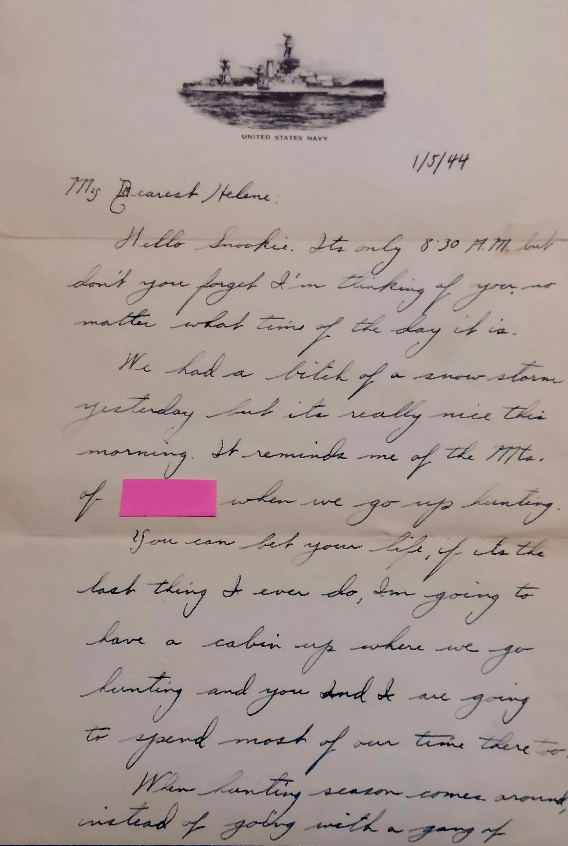 UNITED STATES NAVY
1/5/44
My Dearest Helene:
Hello Snookie. Its only 8:30 A.M. but
don't you forget I'm thinking of you no
matter what time of the day it is.
We had a bitch of a snow storm
yesterday but its really nice this
morning. It reminds me of the Mts.
of when we go up hunting.
You can bet your life, if its the
last thing I ever do, Im going to
have a cabin up where we go
hunting and you and I are going
to spend most of our time there too.
When hunting season comes around,
instead of going with a gang of